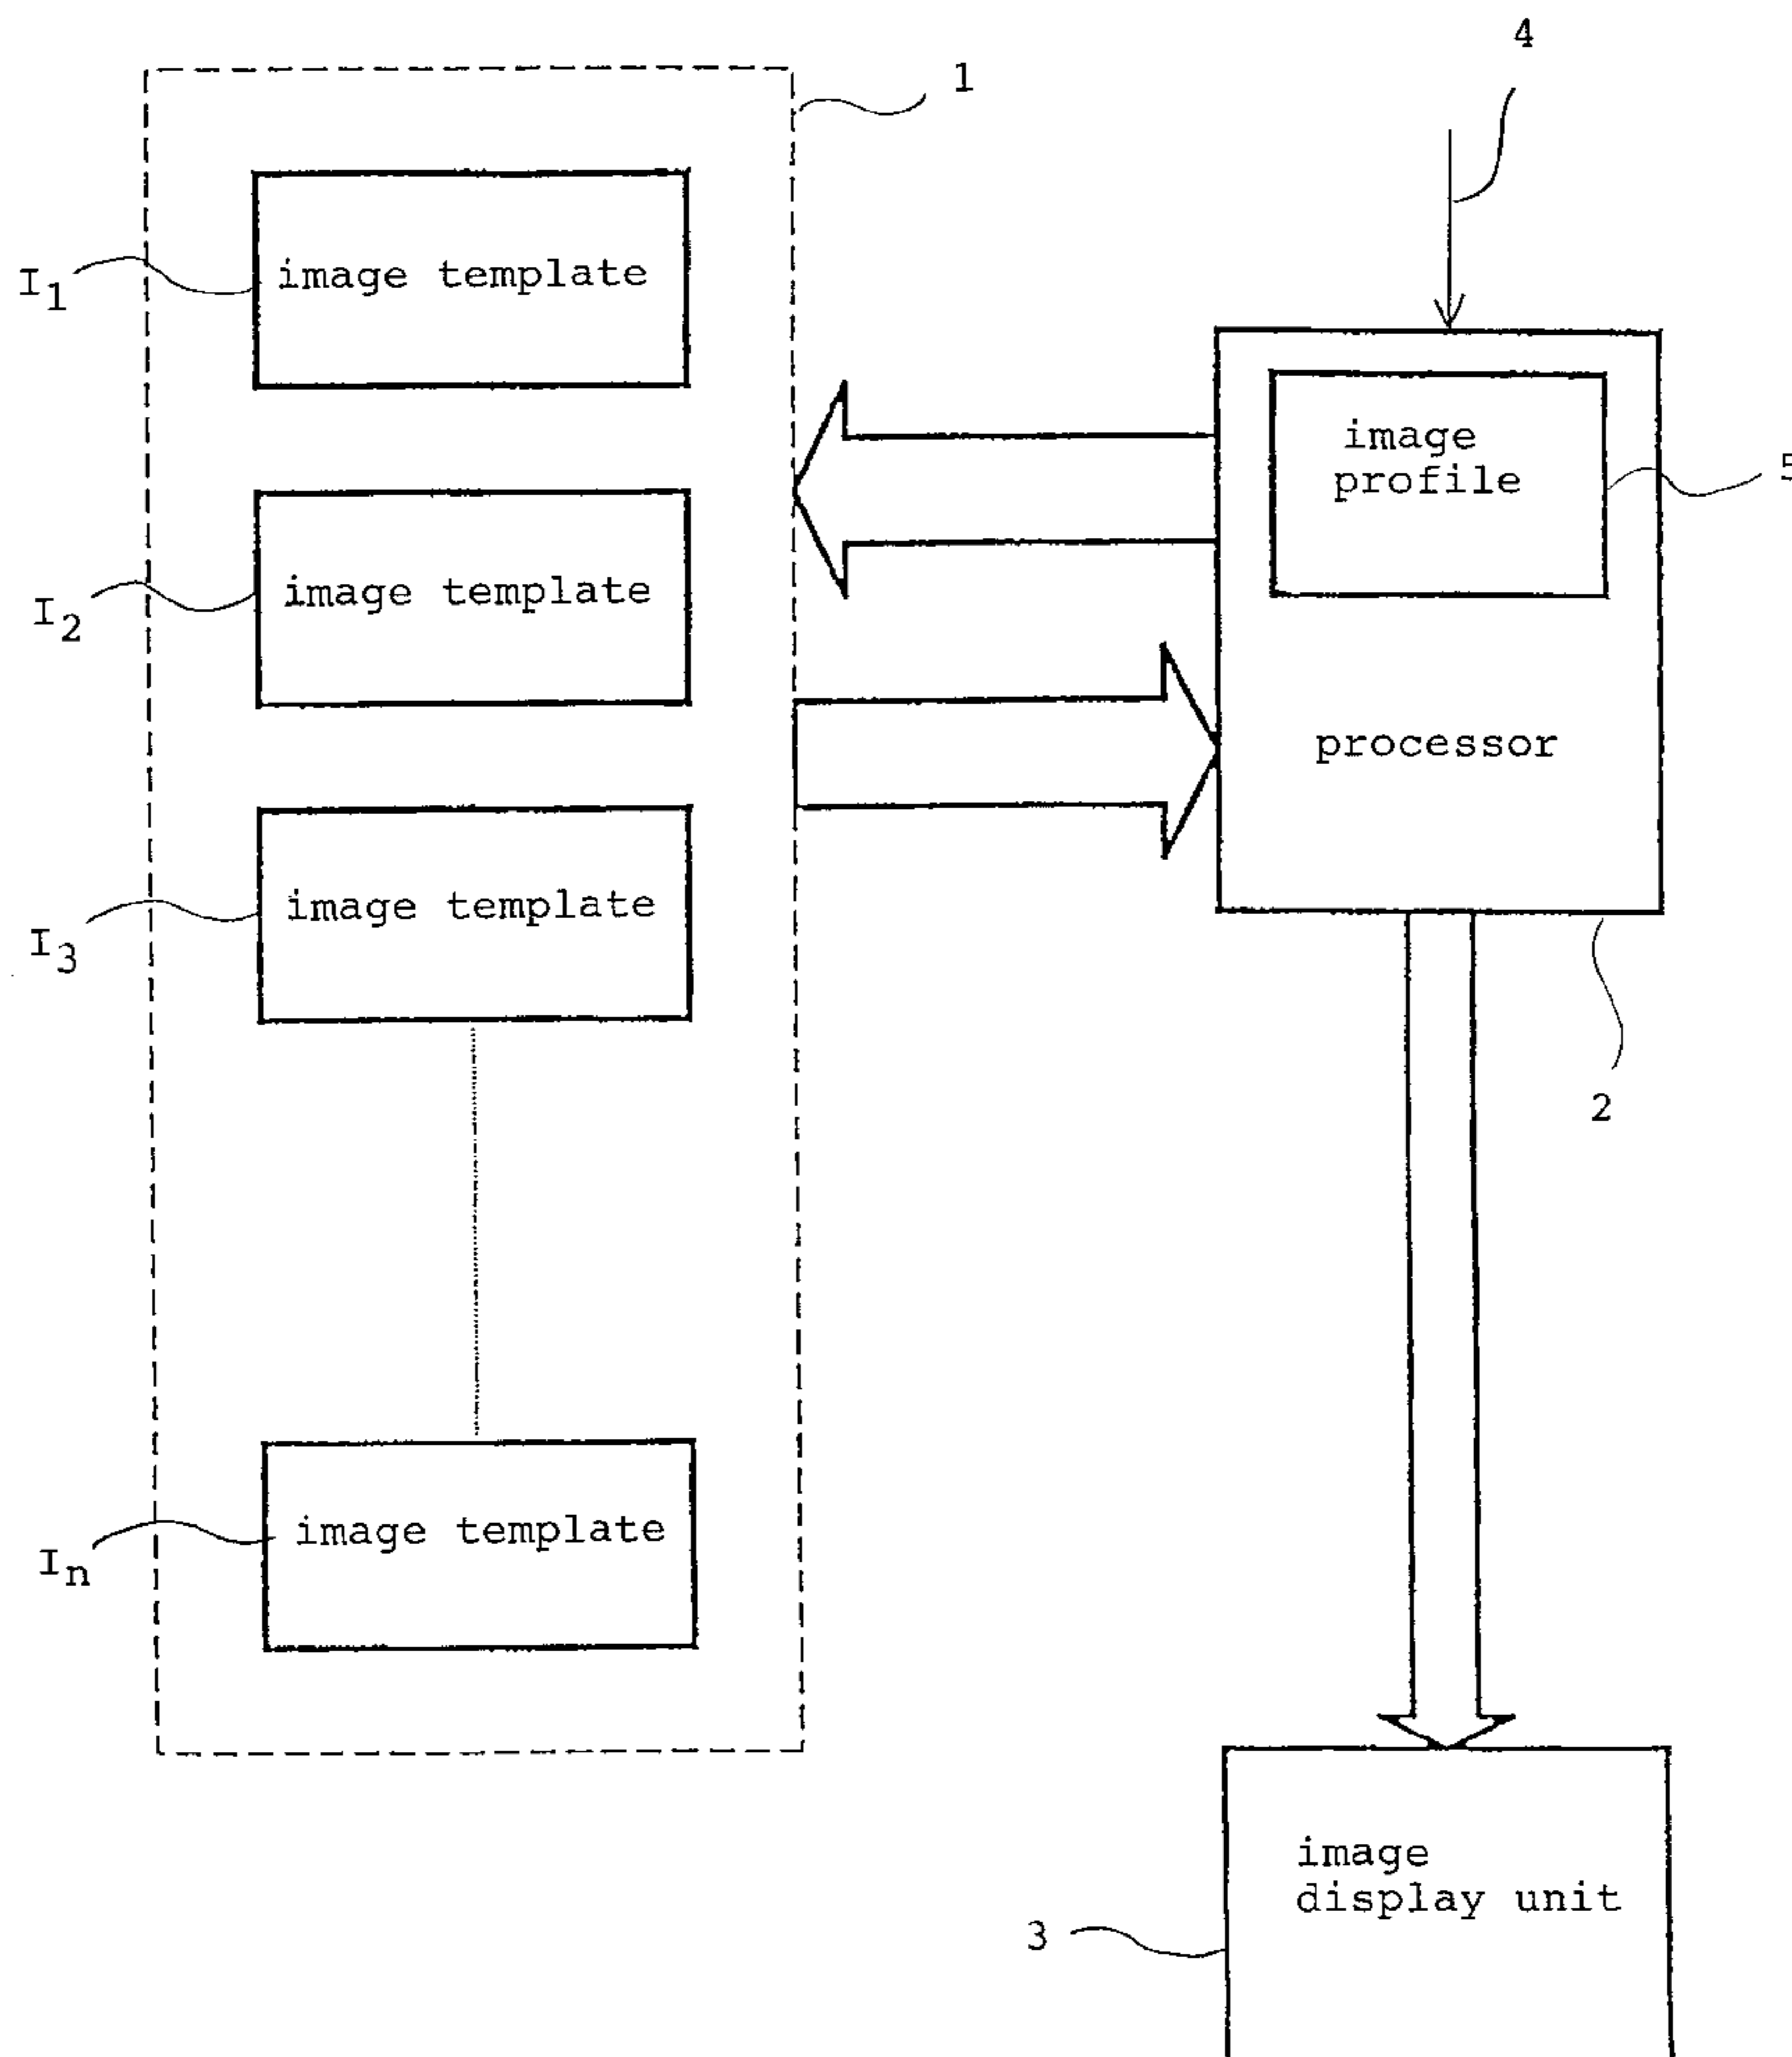 4
1
I1
image template
image
profile
5
I2
image template
processor
I3
image template
2
In
image template
image
display unit
3